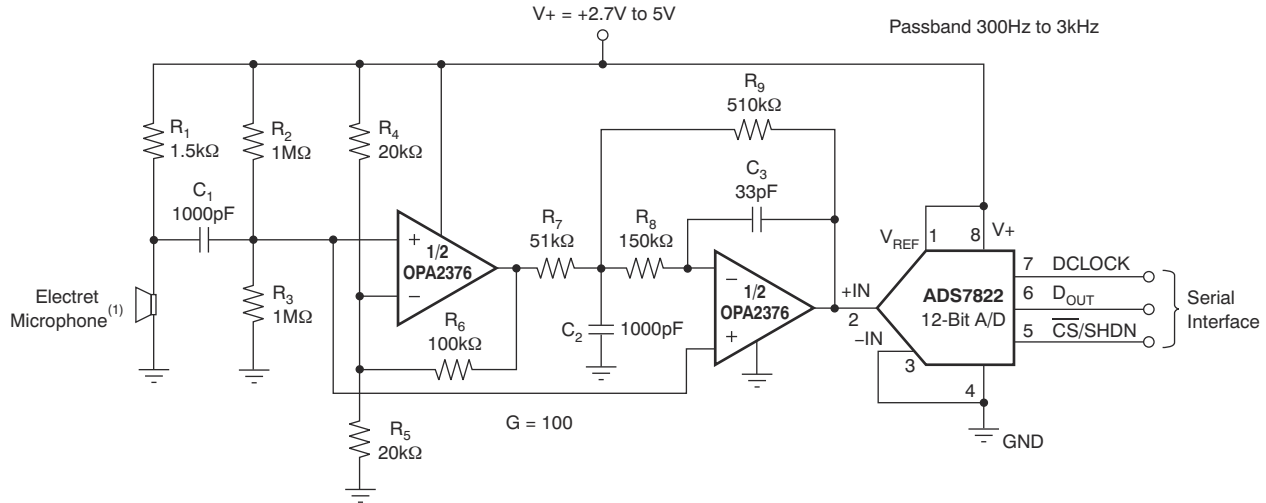 V+ = +2.7V to 5V
Passband 300Hz to 3kHz
R1
1.5kΩ
R2
1MΩ
R4
20kΩ
R9
510kΩ
C3
33pF
C1
1000pF
R7
51kΩ
R8
150kΩ
VREF
1
8
V+
+
1/2
OPA2376
−
−
1/2
OPA2376
+
+IN
2
−IN
3
ADS7822
12-Bit A/D
7 DCLOCK
6 DOUT
5 C̅S̅/SHDN
4
Serial
Interface
Electret
Microphone(1)
R3
1MΩ
R6
100kΩ
C2
1000pF
G = 100
R5
20kΩ
GND